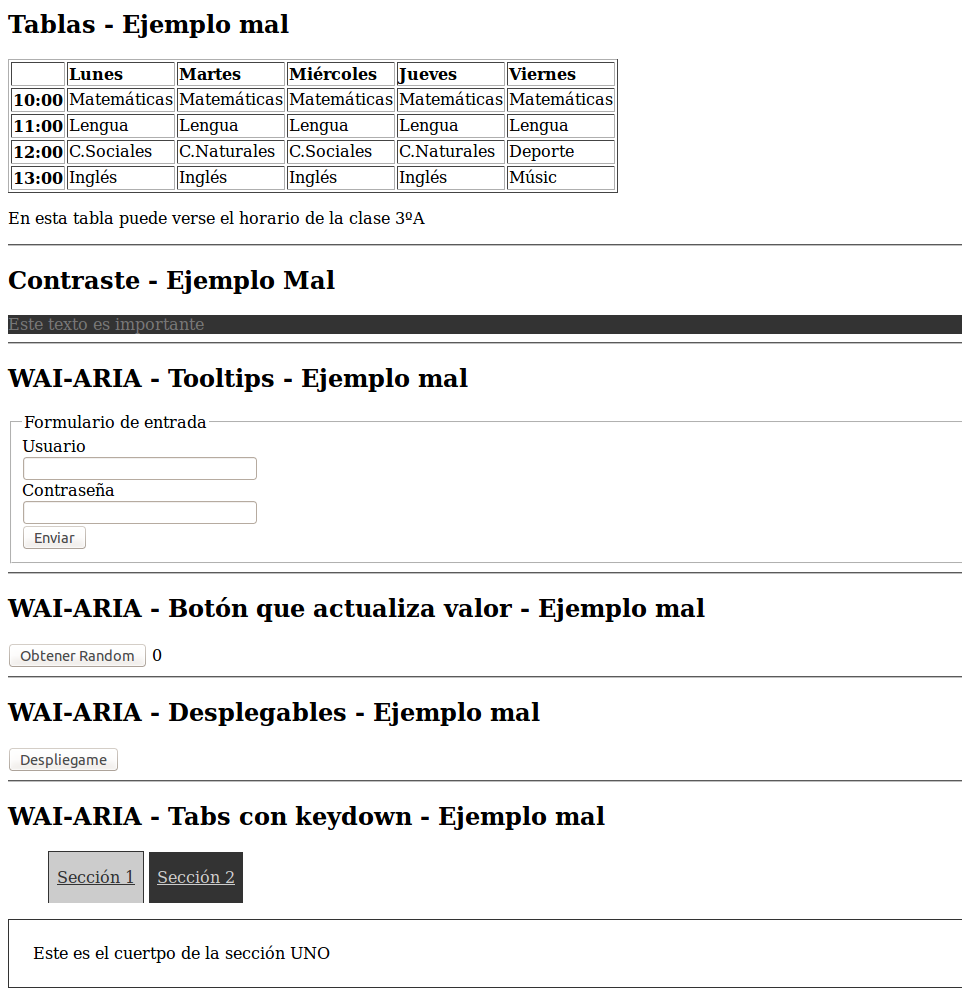 Tablas - Ejemplo mal
Lunes Martes Miércoles Jueves Viernes
10:00 Matemáticas Matemáticas Matemáticas Matemáticas Matemáticas
11:00 Lengua Lengua Lengua Lengua Lengua
12:00 C.Sociales C.Naturales C.Sociales C.Naturales Deporte
13:00 Inglés Inglés Inglés Inglés Músic
En esta tabla puede verse el horario de la clase 3ºA
Contraste - Ejemplo Mal
Este texto es importante
WAI-ARIA - Tooltips - Ejemplo mal
Formulario de entrada
Usuario
Contraseña
Enviar
WAI-ARIA - Botón que actualiza valor - Ejemplo mal
Obtener Random 0
WAI-ARIA - Desplegables - Ejemplo mal
Despliegame
WAI-ARIA - Tabs con keydown - Ejemplo mal
Sección 1 Sección 2
Este es el cuertpo de la sección UNO